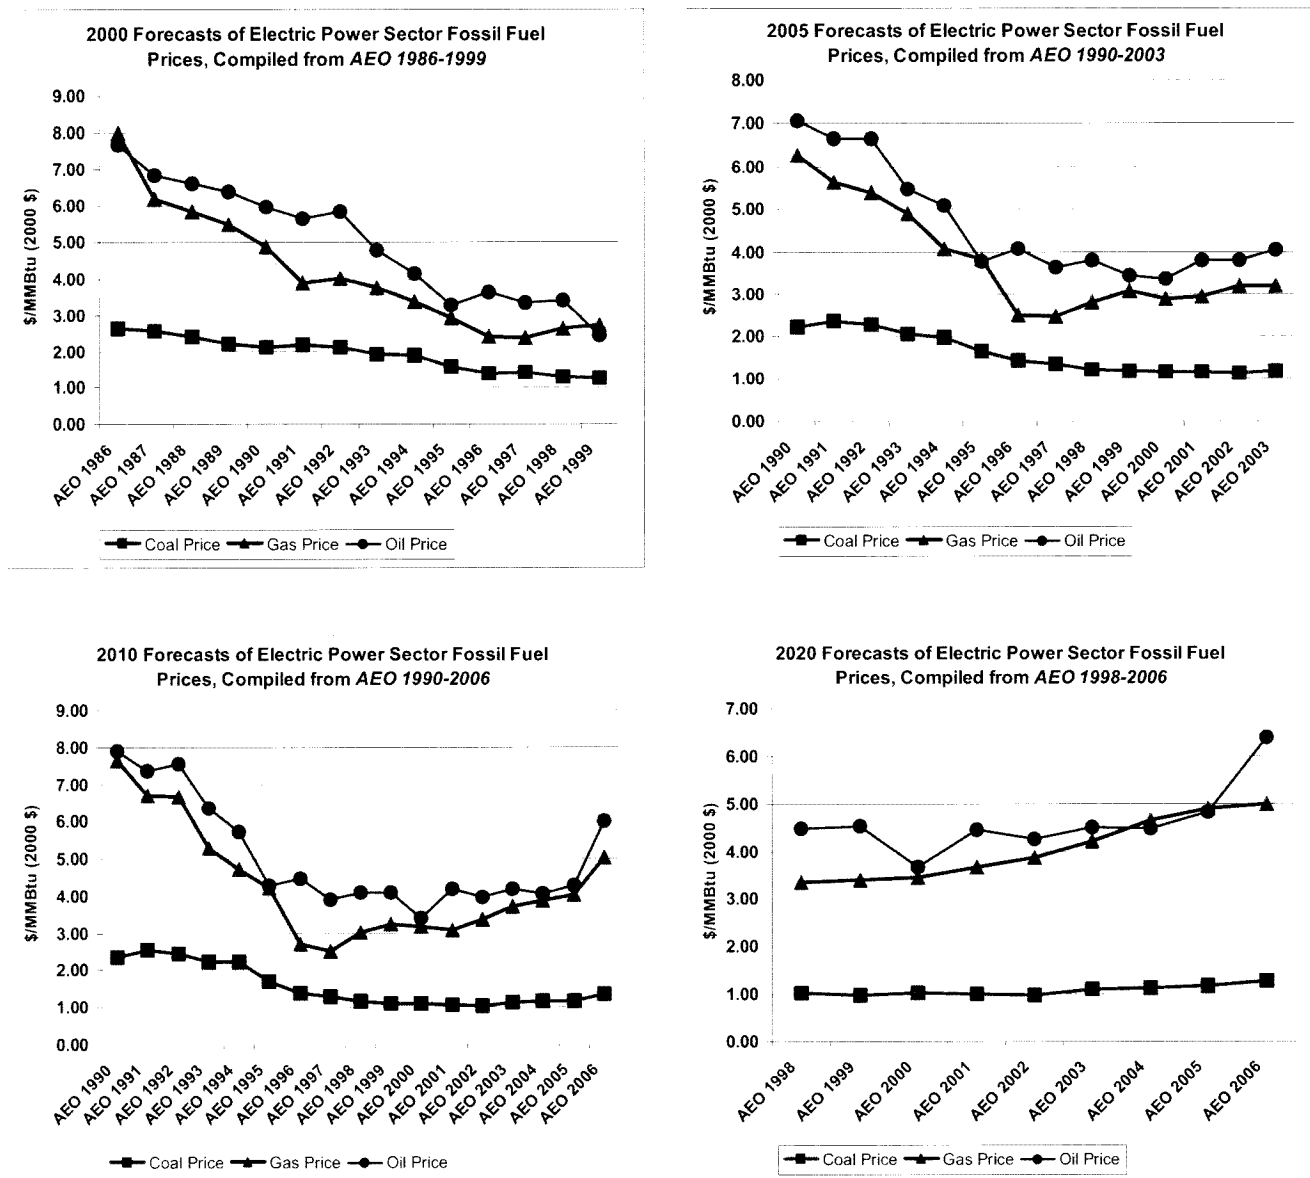 2000 Forecasts of Electric Power Sector Fossil Fuel
Prices, Compiled from AEO 1986-1999
$/MMBtu (2000 $)
9.00
8.00
7.00
6.00
5.00
4.00
3.00
2.00
1.00
0.00
AEO 1986
AEO 1987
AEO 1988
AEO 1989
AEO 1990
AEO 1991
AEO 1992
AEO 1993
AEO 1994
AEO 1995
AEO 1996
AEO 1997
AEO 1998
AEO 1999
Coal Price Gas Price Oil Price
2005 Forecasts of Electric Power Sector Fossil Fuel
Prices, Compiled from AEO 1990-2003
$/MMBtu (2000 $)
8.00
7.00
6.00
5.00
4.00
3.00
2.00
1.00
0.00
AEO 1990
AEO 1991
AEO 1992
AEO 1993
AEO 1994
AEO 1995
AEO 1996
AEO 1997
AEO 1998
AEO 1999
AEO 2000
AEO 2001
AEO 2002
AEO 2003
Coal Price Gas Price Oil Price
2010 Forecasts of Electric Power Sector Fossil Fuel
Prices, Compiled from AEO 1990-2006
$/MMBtu (2000 $)
9.00
8.00
7.00
6.00
5.00
4.00
3.00
2.00
1.00
0.00
AEO 1990
AEO 1991
AEO 1992
AEO 1993
AEO 1994
AEO 1995
AEO 1996
AEO 1997
AEO 1998
AEO 1999
AEO 2000
AEO 2001
AEO 2002
AEO 2003
AEO 2004
AEO 2005
AEO 2006
Coal Price Gas Price Oil Price
2020 Forecasts of Electric Power Sector Fossil Fuel
Prices, Compiled from AEO 1998-2006
$/MMBtu (2000 $)
7.00
6.00
5.00
4.00
3.00
2.00
1.00
0.00
AEO 1998
AEO 1999
AEO 2000
AEO 2001
AEO 2002
AEO 2003
AEO 2004
AEO 2005
AEO 2006
Coal Price Gas Price Oil Price